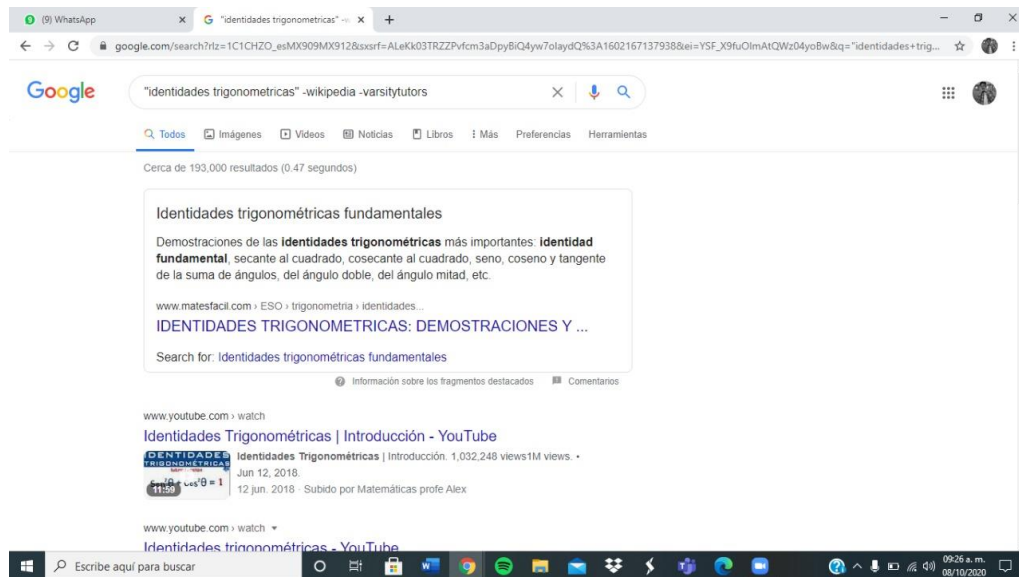 (9) WhatsApp
"identidades trigonometricas" -w
google.com/search?rlz=1C1CHZO_esMX909MX912&sxsrf=ALeKk03TRZZPvfcm3aDpyBiQ4yw7olaydQ%3A1602167137938&ei=YSF_X9fuOlmAtQWz04yoBw&q="identidades+trig...
Google
"identidades trigonometricas" -wikipedia -varsitytutors
Todos Imágenes Videos Noticias Libros Más Preferencias Herramientas
Cerca de 193,000 resultados (0.47 segundos)
Identidades trigonométricas fundamentales
Demostraciones de las identidades trigonométricas más importantes: identidad
fundamental, secante al cuadrado, cosecante al cuadrado, seno, coseno y tangente
de la suma de ángulos, del ángulo doble, del ángulo mitad, etc.
www.matesfacil.com › ESO › trigonometria › identidades...
IDENTIDADES TRIGONOMETRICAS: DEMOSTRACIONES Y ...
Search for: Identidades trigonométricas fundamentales
Información sobre los fragmentos destacados Comentarios
www.youtube.com › watch
Identidades Trigonométricas | Introducción - YouTube
IDENTIDADES
TRIGONOMÉTRICAS
Sen²θ + cos²θ = 1
11:59
Identidades Trigonométricas | Introducción. 1,032,248 views1M views. •
Jun 12, 2018.
12 jun. 2018 · Subido por Matemáticas profe Alex
www.youtube.com › watch
Identidades trigonometricas - YouTube
Escribe aquí para buscar
09:26 a. m.
08/10/2020